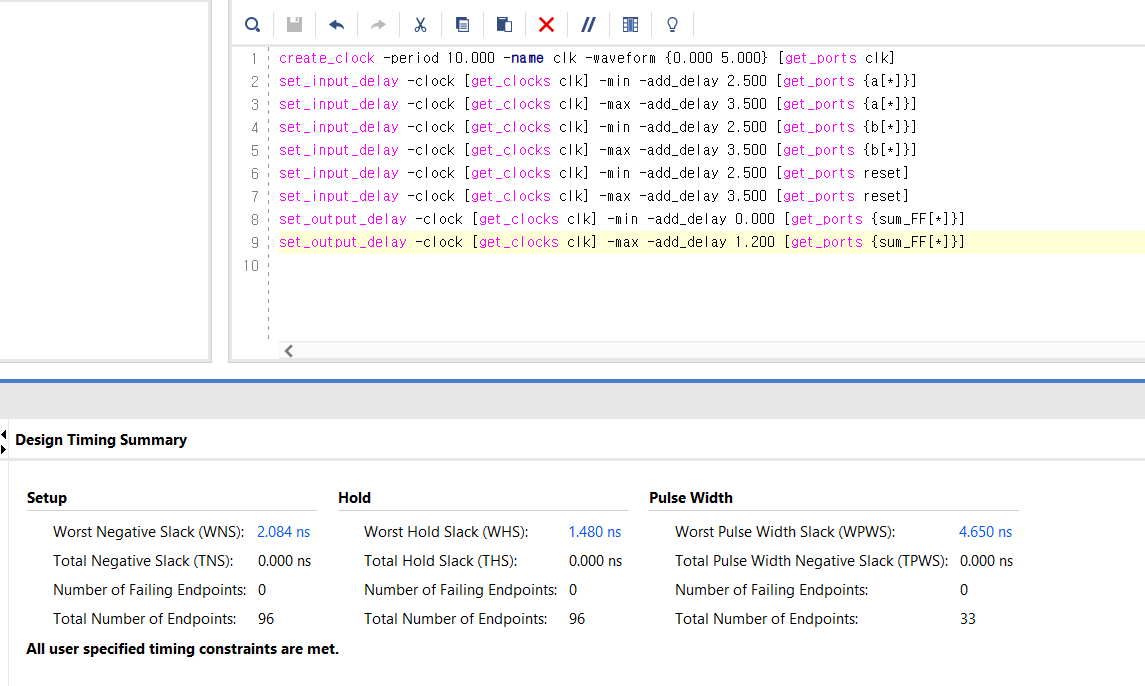 1 create_clock -period 10.000 -name clk -waveform {0.000 5.000} [get_ports clk]
2 set_input_delay -clock [get_clocks clk] -min -add_delay 2.500 [get_ports {a[*]}]
3 set_input_delay -clock [get_clocks clk] -max -add_delay 3.500 [get_ports {a[*]}]
4 set_input_delay -clock [get_clocks clk] -min -add_delay 2.500 [get_ports {b[*]}]
5 set_input_delay -clock [get_clocks clk] -max -add_delay 3.500 [get_ports {b[*]}]
6 set_input_delay -clock [get_clocks clk] -min -add_delay 2.500 [get_ports reset]
7 set_input_delay -clock [get_clocks clk] -max -add_delay 3.500 [get_ports reset]
8 set_output_delay -clock [get_clocks clk] -min -add_delay 0.000 [get_ports {sum_FF[*]}]
9 set_output_delay -clock [get_clocks clk] -max -add_delay 1.200 [get_ports {sum_FF[*]}]
10
Design Timing Summary
Setup
Worst Negative Slack (WNS): 2.084 ns
Total Negative Slack (TNS): 0.000 ns
Number of Failing Endpoints: 0
Total Number of Endpoints: 96
Hold
Worst Hold Slack (WHS): 1.480 ns
Total Hold Slack (THS): 0.000 ns
Number of Failing Endpoints: 0
Total Number of Endpoints: 96
Pulse Width
Worst Pulse Width Slack (WPWS): 4.650 ns
Total Pulse Width Negative Slack (TPWS): 0.000 ns
Number of Failing Endpoints: 0
Total Number of Endpoints: 33
All user specified timing constraints are met.